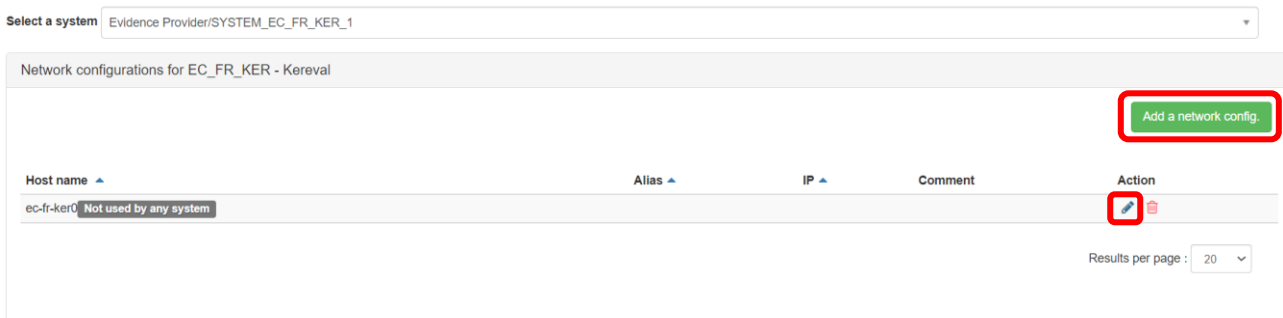 Select a system Evidence Provider/SYSTEM_EC_FR_KER_1
Network configurations for EC_FR_KER - Kereval
Add a network config.
Host name Alias IP Comment Action
ec-fr-ker0 Not used by any system
Results per page : 20